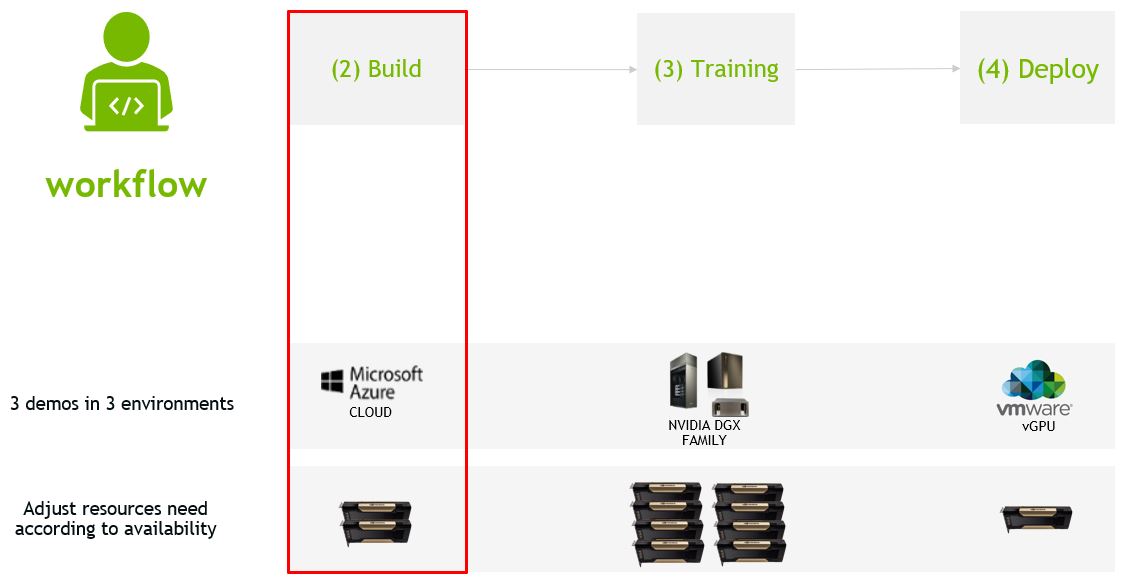 </>
workflow
(2) Build
(3) Training
(4) Deploy
3 demos in 3 environments
Microsoft
Azure
CLOUD
NVIDIA DGX
FAMILY
vmware®
vGPU
Adjust resources need
according to availability